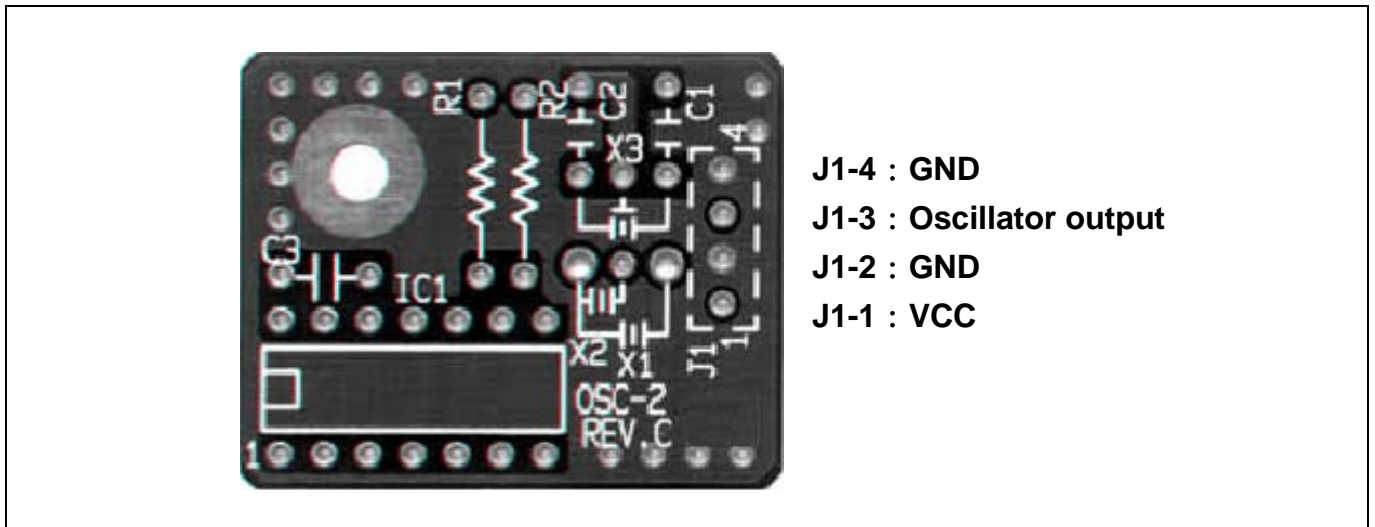 R1
R2
C2
C1
X3
4
C3
IC1
X2
X1
J1
1
OSC-2
REV.C
1
J1-4：GND
J1-3：Oscillator output
J1-2：GND
J1-1：VCC